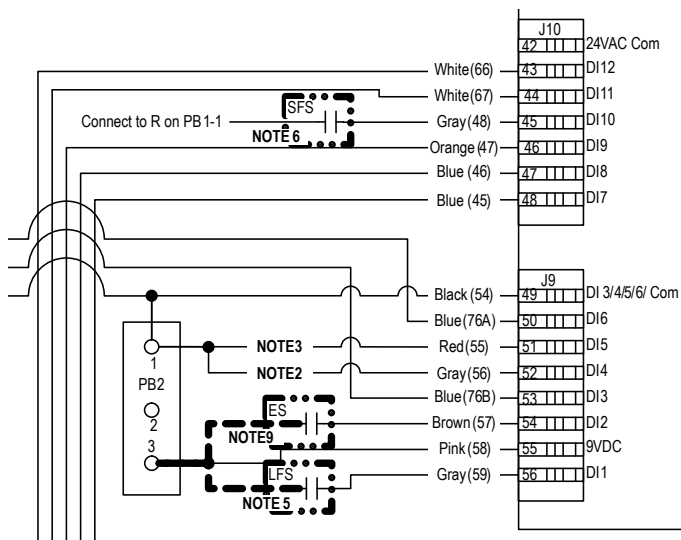 J10
42 24VAC Com
White(66) 43 DI12
White(67) 44 DI11
SFS
Connect to R on PB1-1 Gray(48) 45 DI10
NOTE 6
Orange(47) 46 DI9
Blue (46) 47 DI8
Blue (45) 48 DI7
J9
Black(54) 49 DI 3/4/5/6/ Com
Blue(76A) 50 DI6
1 NOTE3 Red(55) 51 DI5
NOTE2 Gray(56) 52 DI4
PB2
Blue(76B) 53 DI3
2 ES Brown(57) 54 DI2
NOTE9
3 Pink(58) 55 9VDC
LFS Gray(59) 56 DI1
NOTE 5